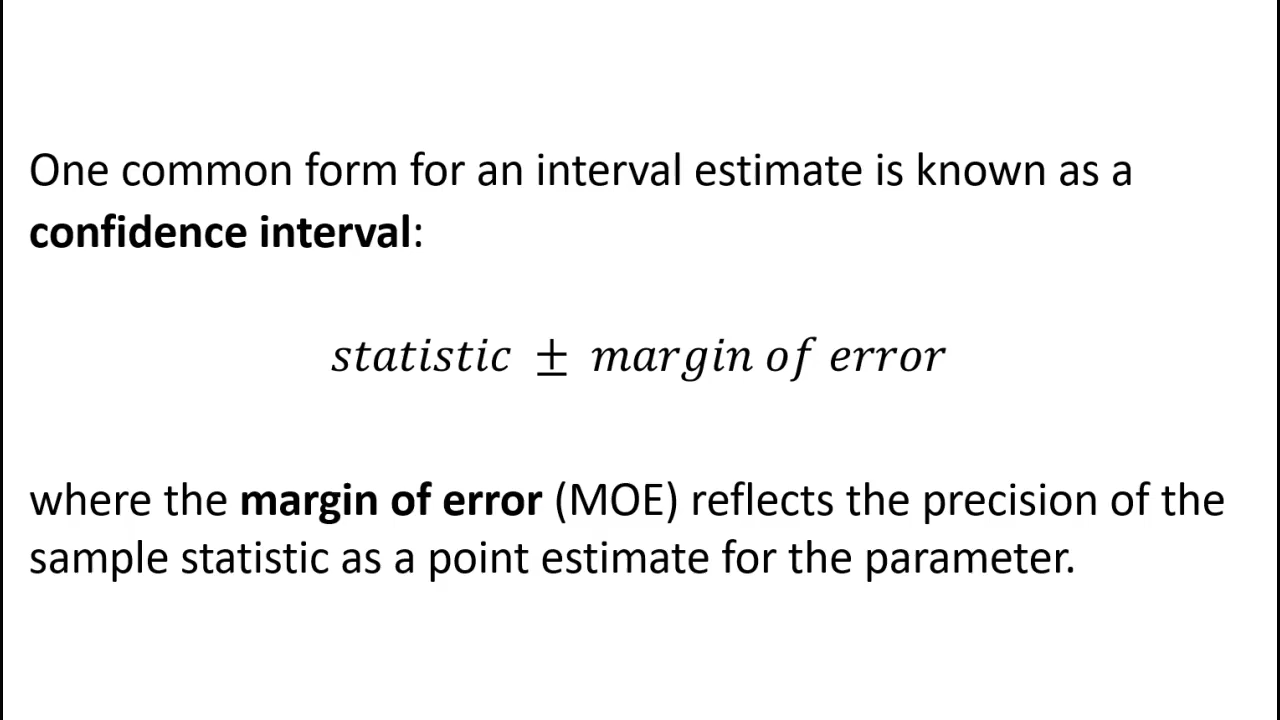 One common form for an interval estimate is known as a
confidence interval:
statistic ± margin of error
where the margin of error (MOE) reflects the precision of the
sample statistic as a point estimate for the parameter.